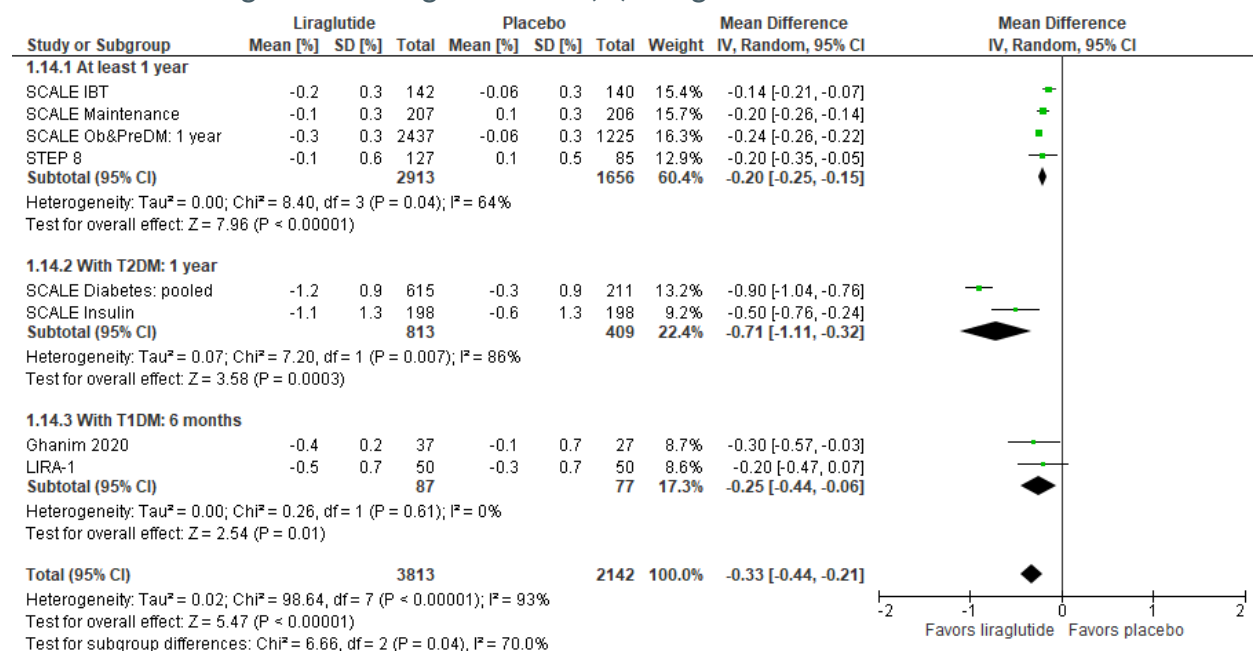 Liraglutide Placebo Mean Difference Mean Difference
Study or Subgroup Mean [%] SD [%] Total Mean [%] SD [%] Total Weight IV, Random, 95% CI IV, Random, 95% CI
1.14.1 At least 1 year
SCALE IBT -0.2 0.3 142 -0.06 0.3 140 15.4% -0.14 [-0.21, -0.07]
SCALE Maintenance -0.1 0.3 207 0.1 0.3 206 15.7% -0.20 [-0.26, -0.14]
SCALE Ob&PreDM: 1 year -0.3 0.3 2437 -0.06 0.3 1225 16.3% -0.24 [-0.26, -0.22]
STEP 8 -0.1 0.6 127 0.1 0.5 85 12.9% -0.20 [-0.35, -0.05]
Subtotal (95% CI) 2913 1656 60.4% -0.20 [-0.25, -0.15]
Heterogeneity: Tau² = 0.00; Chi² = 8.40, df = 3 (P = 0.04); I² = 64%
Test for overall effect: Z = 7.96 (P < 0.00001)
1.14.2 With T2DM: 1 year
SCALE Diabetes: pooled -1.2 0.9 615 -0.3 0.9 211 13.2% -0.90 [-1.04, -0.76]
SCALE Insulin -1.1 1.3 198 -0.6 1.3 198 9.2% -0.50 [-0.76, -0.24]
Subtotal (95% CI) 813 409 22.4% -0.71 [-1.11, -0.32]
Heterogeneity: Tau² = 0.07; Chi² = 7.20, df = 1 (P = 0.007); I² = 86%
Test for overall effect: Z = 3.58 (P = 0.0003)
1.14.3 With T1DM: 6 months
Ghanim 2020 -0.4 0.2 37 -0.1 0.7 27 8.7% -0.30 [-0.57, -0.03]
LIRA-1 -0.5 0.7 50 -0.3 0.7 50 8.6% -0.20 [-0.47, 0.07]
Subtotal (95% CI) 87 77 17.3% -0.25 [-0.44, -0.06]
Heterogeneity: Tau² = 0.00; Chi² = 0.26, df = 1 (P = 0.61); I² = 0%
Test for overall effect: Z = 2.54 (P = 0.01)
Total (95% CI) 3813 2142 100.0% -0.33 [-0.44, -0.21]
Heterogeneity: Tau² = 0.02; Chi² = 98.64, df = 7 (P < 0.00001); I² = 93%
Test for overall effect: Z = 5.47 (P < 0.00001)
Test for subgroup differences: Chi² = 6.66, df = 2 (P = 0.04), I² = 70.0%
-2 -1 0 1 2
Favors liraglutide Favors placebo